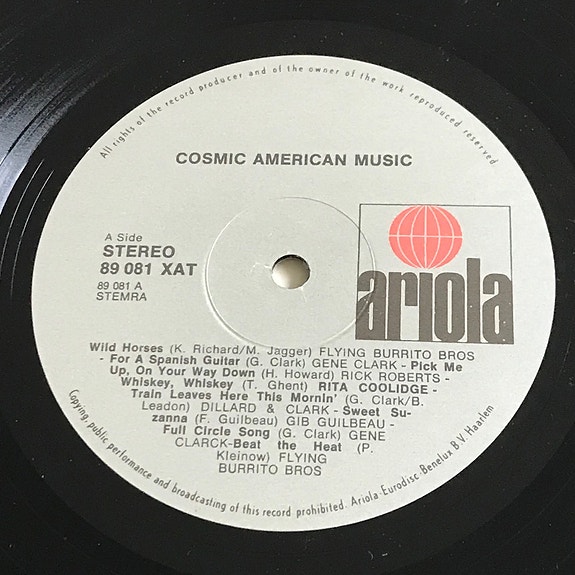 All rights of the record producer and of the owner of the work reproduced reserved
COSMIC AMERICAN MUSIC
A Side
STEREO
89 081 XAT
89 081 A
STEMRA
ariola
Wild Horses (K. Richard/M. Jagger) FLYING BURRITO BROS
- For A Spanish Guitar (G. Clark) GENE CLARK - Pick Me
Up, On Your Way Down (H. Howard) RICK ROBERTS -
Whiskey, Whiskey (T. Ghent) RITA COOLIDGE -
Train Leaves Here This Mornin' (G. Clark/B.
Leadon) DILLARD & CLARK - Sweet Su-
zanna (F. Guilbeau) GIB GUILBEAU -
Full Circle Song (G. Clark) GENE
CLARCK-Beat the Heat (P.
Kleinow) FLYING
BURRITO BROS
Copying, public performance and broadcasting of this record prohibited. Ariola-Eurodisc Benelux B.V. Haarlem